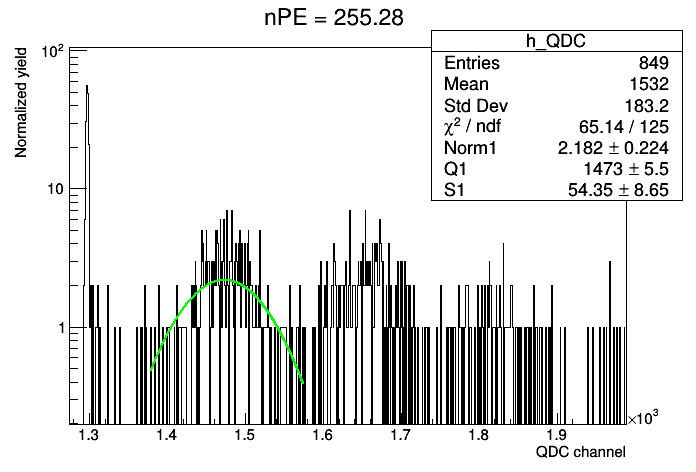 nPE = 255.28
h_QDC
Entries 849
Mean 1532
Std Dev 183.2
χ² / ndf 65.14 / 125
Norm1 2.182 ± 0.224
Q1 1473 ± 5.5
S1 54.35 ± 8.65
Normalized yield
10²
10
1
1.3 1.4 1.5 1.6 1.7 1.8 1.9
×10³
QDC channel